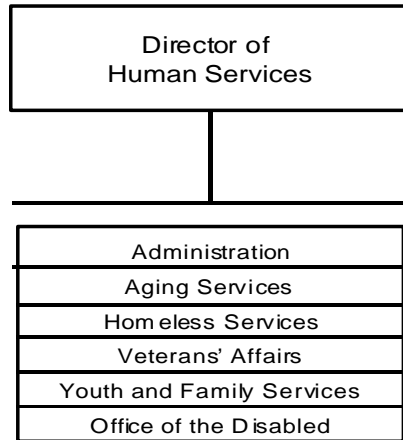 Director of
Human Services
Administration
Aging Services
Homeless Services
Veterans' Affairs
Youth and Family Services
Office of the Disabled